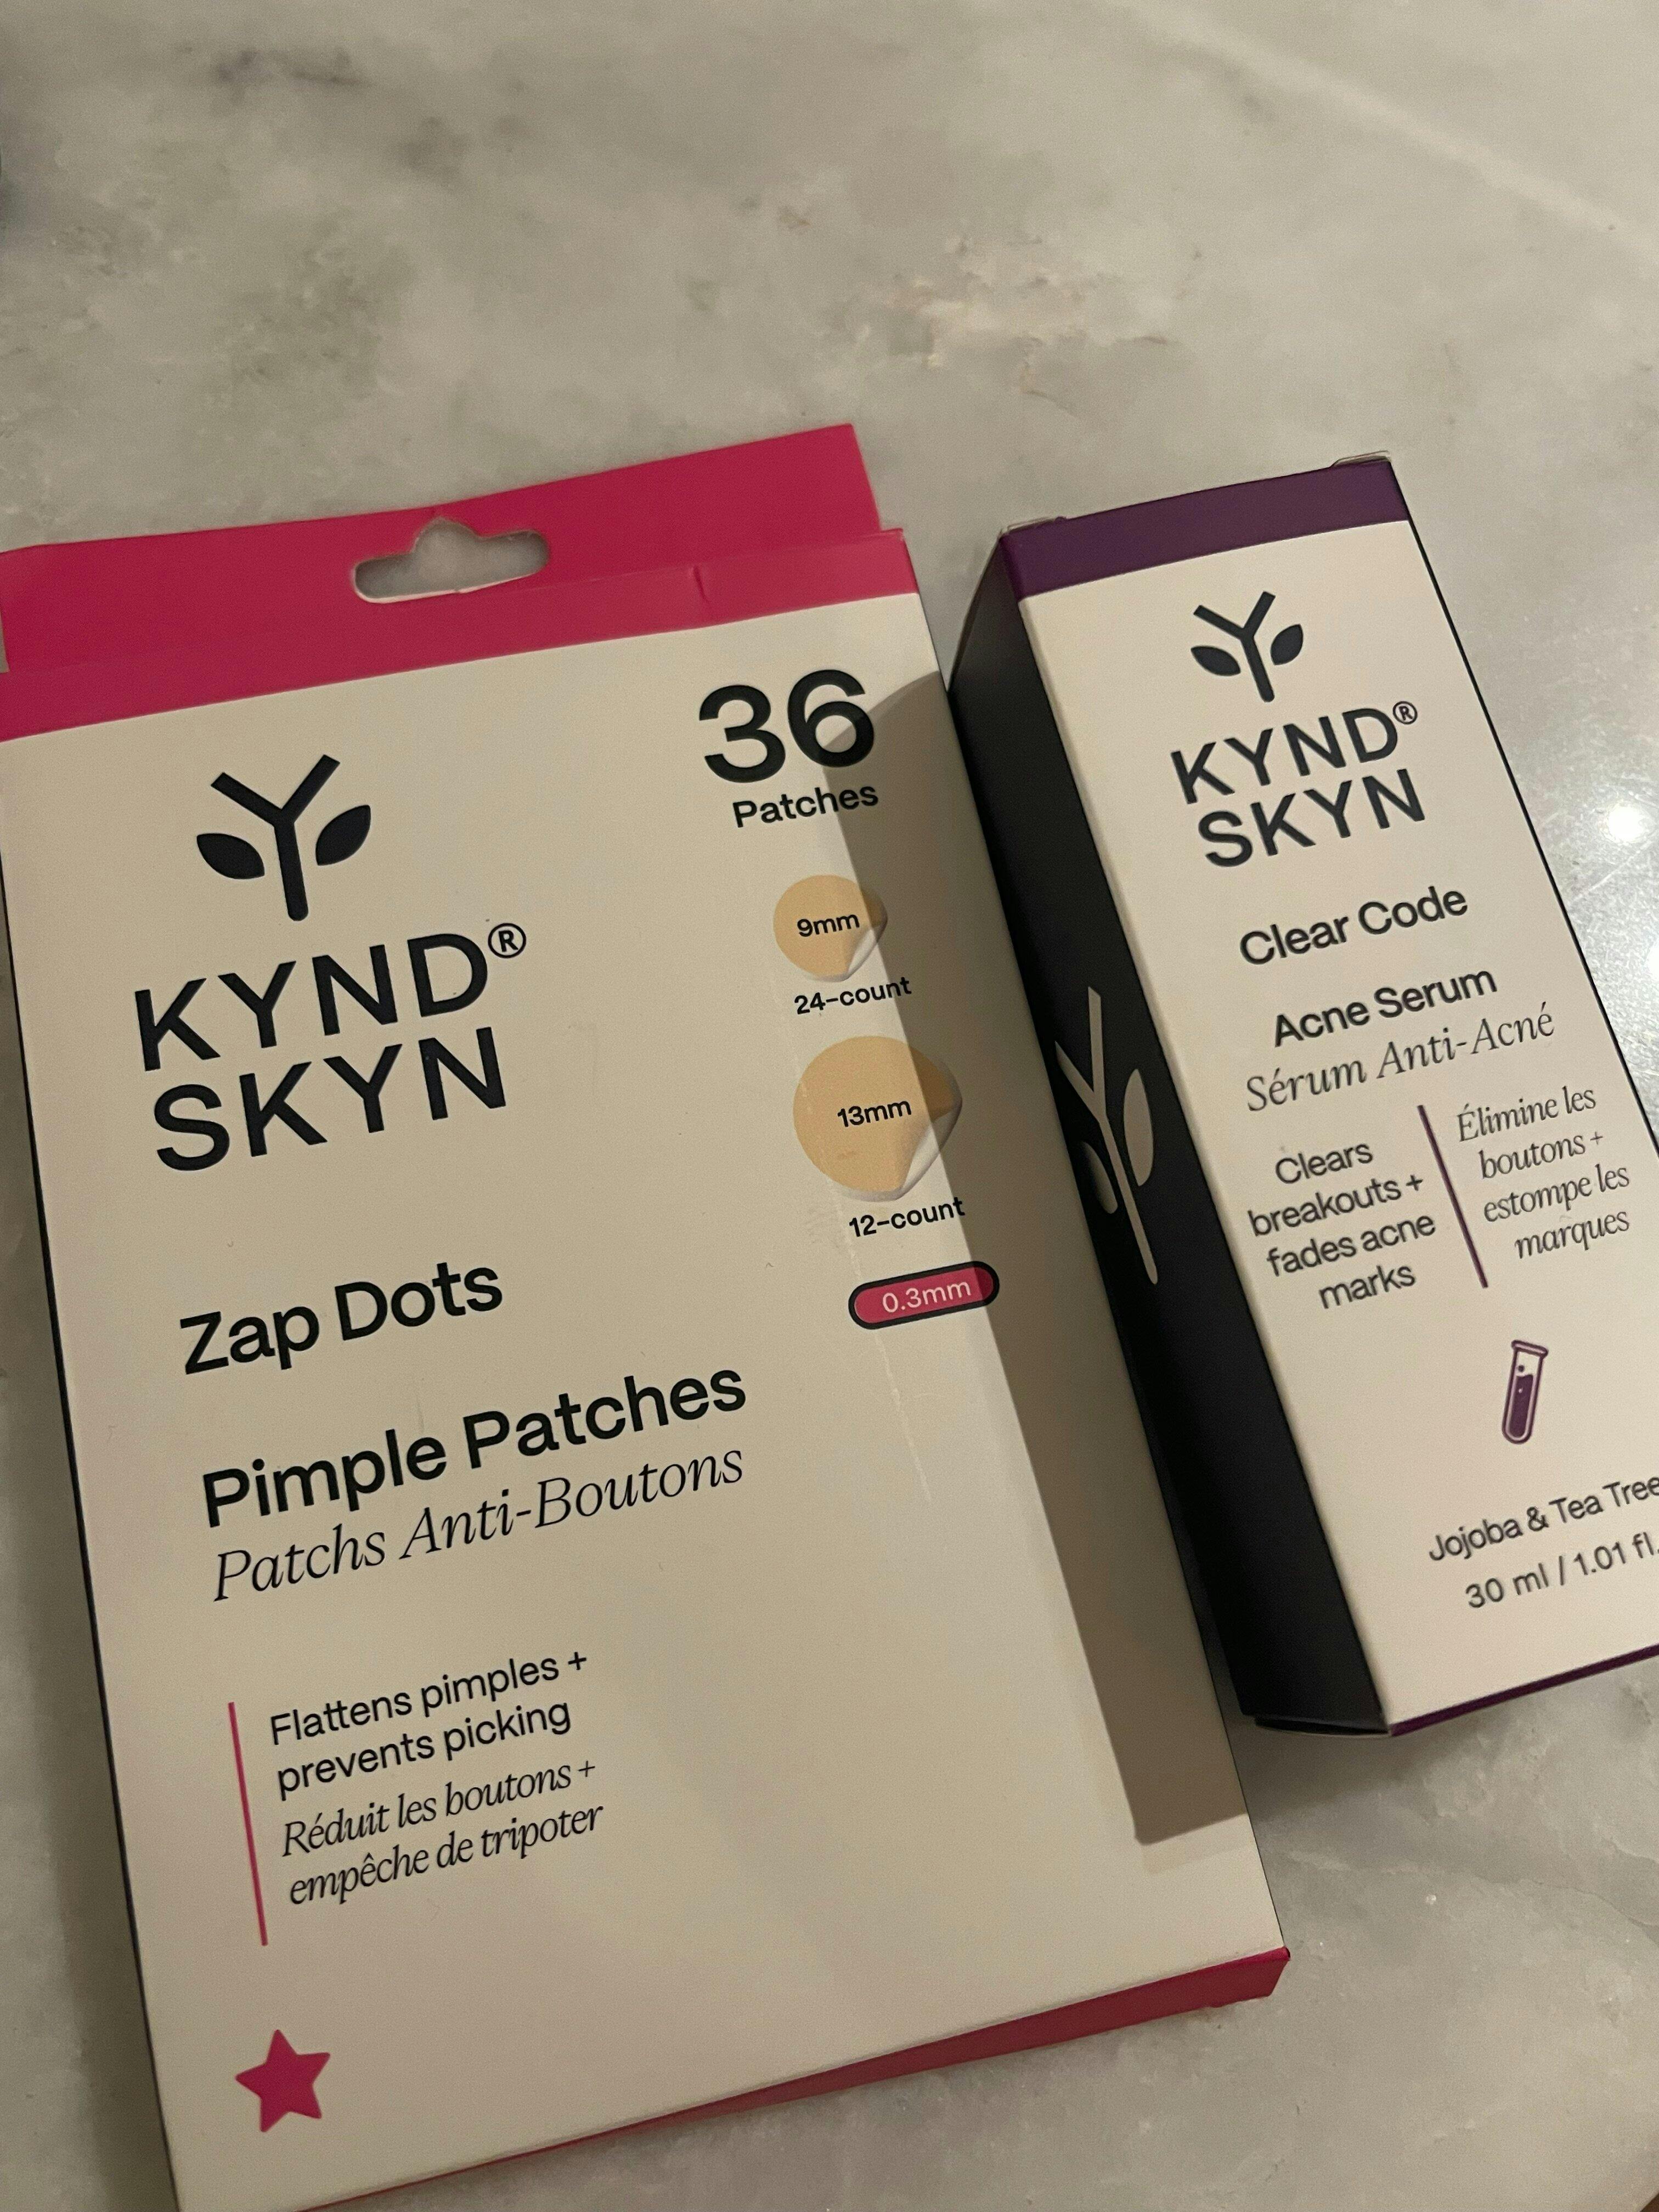 KYND®
SKYN
36
Patches
9mm
24-count
13mm
12-count
0.3mm
Zap Dots
Pimple Patches
Patchs Anti-Boutons
Flattens pimples +
prevents picking
Réduit les boutons +
empêche de tripoter
KYND®
SKYN
Clear Code
Acne Serum
Sérum Anti-Acné
Clears
breakouts +
fades acne
marks
Élimine les
boutons +
estompe les
marques
Jojoba & Tea Tree
30 ml / 1.01 fl.